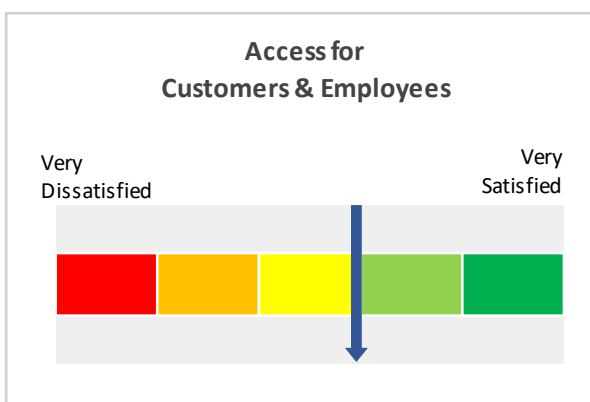 Access for
Customers & Employees
Very
Dissatisfied
Very
Satisfied